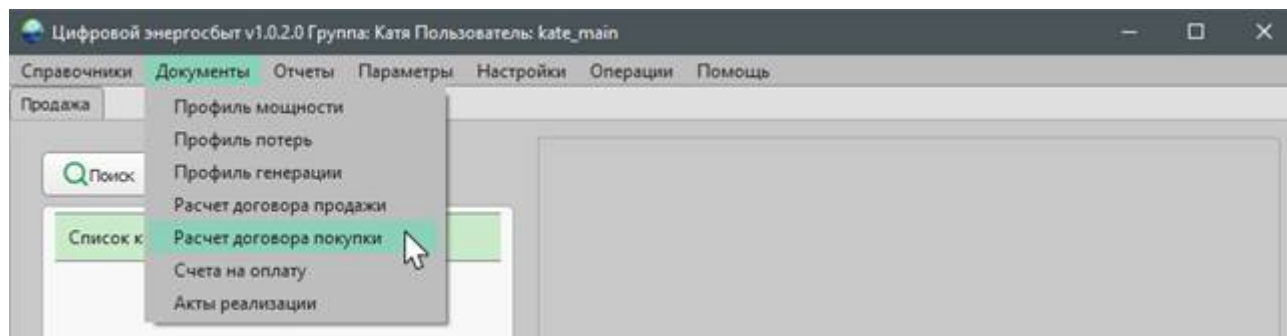 Цифровой энергосбыт v1.0.2.0 Группа: Катя Пользователь: kate_main
Справочники Документы Отчеты Параметры Настройки Операции Помощь
Продажа
Профиль мощности
Профиль потерь
Поиск
Профиль генерации
Расчет договора продажи
Список к
Расчет договора покупки
Счета на оплату
Акты реализации